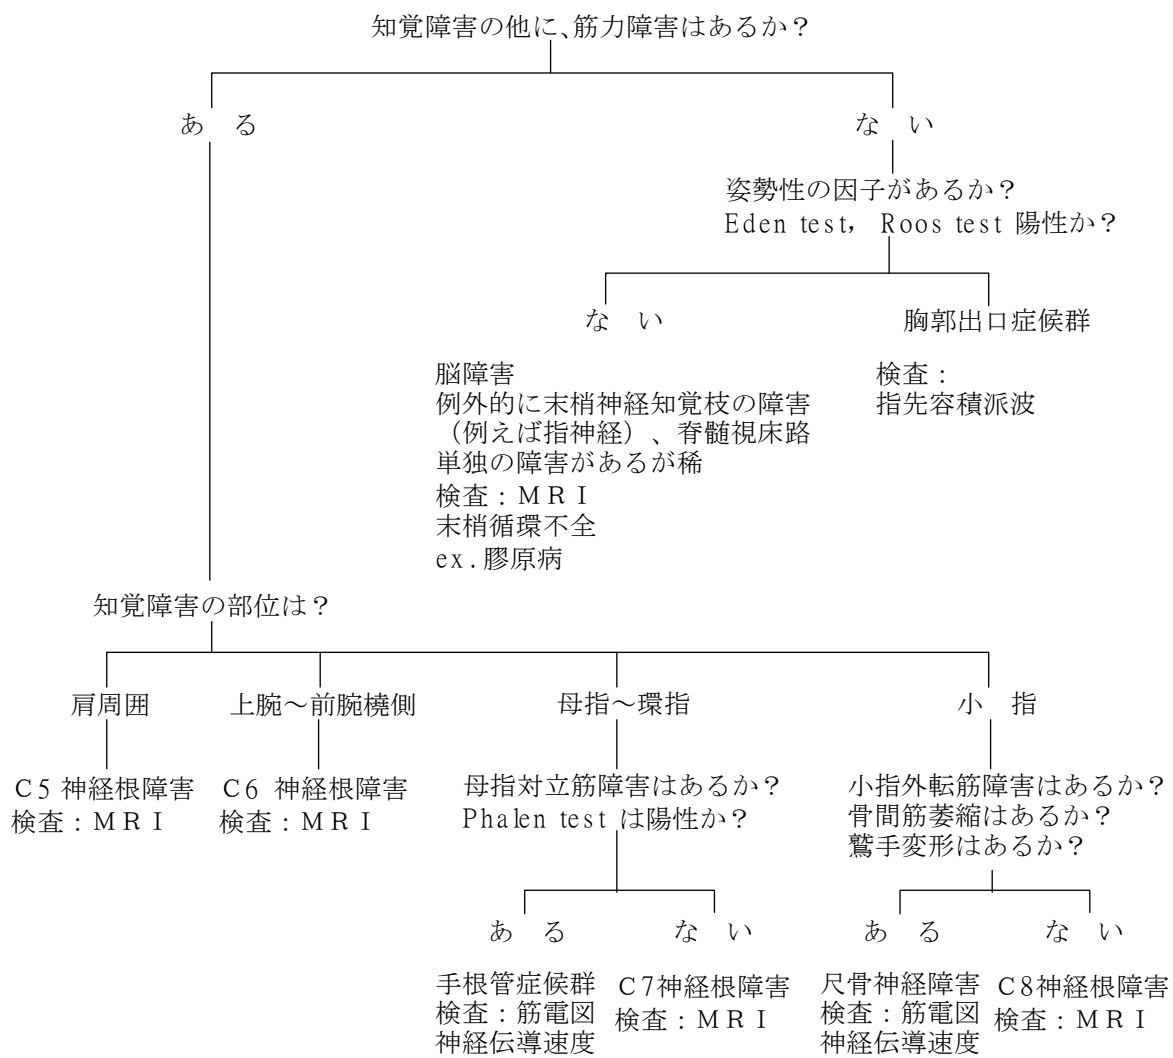 知覚障害の他に、筋力障害はあるか？
ある
ない
姿勢性の因子があるか？
Eden test， Roos test 陽性か？
ない
胸郭出口症候群
脳障害
例外的に末梢神経知覚枝の障害
（例えば指神経）、脊髄視床路
単独の障害があるが稀
検査：ＭＲＩ
末梢循環不全
ex.膠原病
検査：
指先容積派波
知覚障害の部位は？
肩周囲
上腕〜前腕橈側
母指〜環指
小指
Ｃ5 神経根障害
検査：ＭＲＩ
Ｃ6 神経根障害
検査：ＭＲＩ
母指対立筋障害はあるか？
Phalen test は陽性か？
小指外転筋障害はあるか？
骨間筋萎縮はあるか？
鷲手変形はあるか？
ある
ない
ある
ない
手根管症候群
検査：筋電図
神経伝導速度
Ｃ7神経根障害
検査：ＭＲＩ
尺骨神経障害
検査：筋電図
神経伝導速度
Ｃ8神経根障害
検査：ＭＲＩ